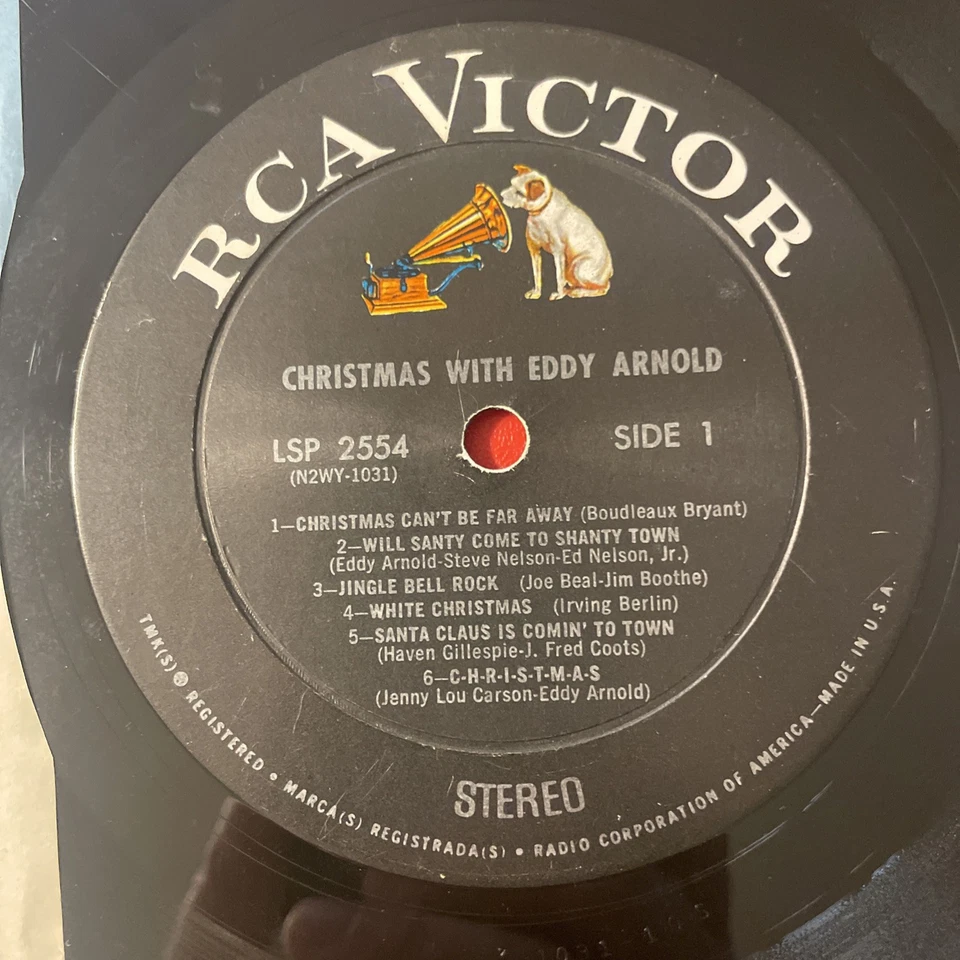 RCA VICTOR
CHRISTMAS WITH EDDY ARNOLD
LSP 2554
SIDE 1
(N2WY-1031)
1—CHRISTMAS CAN'T BE FAR AWAY (Boudleaux Bryant)
2—WILL SANTY COME TO SHANTY TOWN
(Eddy Arnold-Steve Nelson-Ed Nelson, Jr.)
3—JINGLE BELL ROCK (Joe Beal-Jim Boothe)
4—WHITE CHRISTMAS (Irving Berlin)
5—SANTA CLAUS IS COMIN' TO TOWN
(Haven Gillespie-J. Fred Coots)
6—C-H-R-I-S-T-M-A-S
(Jenny Lou Carson-Eddy Arnold)
STEREO
TMK(S) ® REGISTERED • MARCA(S) REGISTRADA(S) • RADIO CORPORATION OF AMERICA—MADE IN U.S.A.